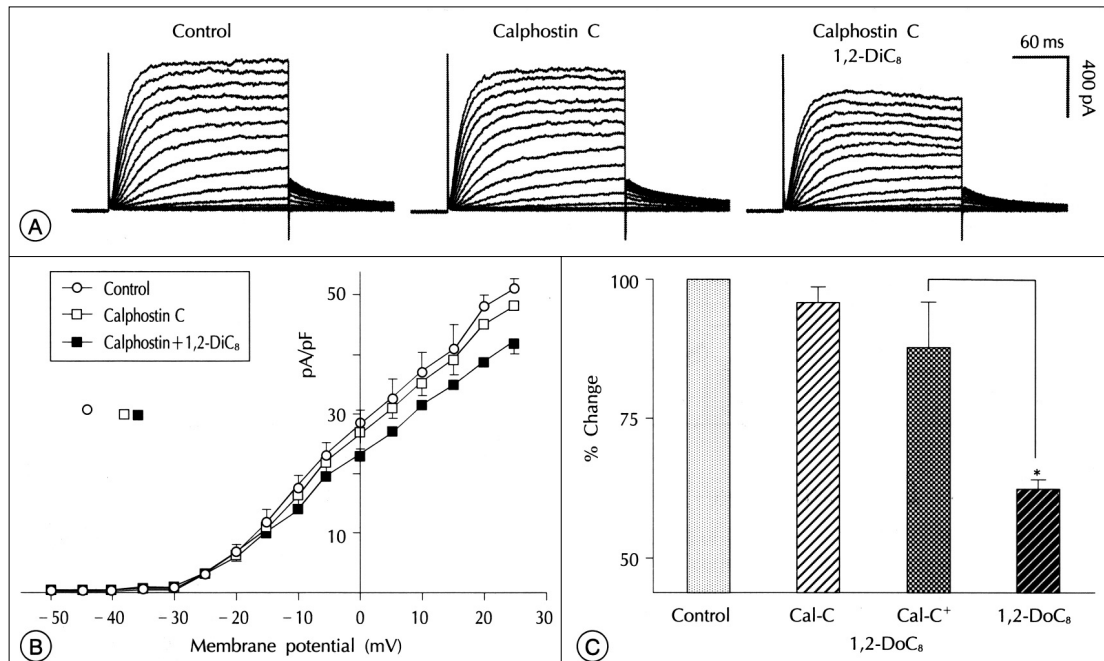 Control
Calphostin C
Calphostin C
1,2-DiC₈
60 ms
400 pA
A
Control
Calphostin C
Calphostin+1,2-DiC₈
pA/pF
50
30
10
−50 −40 −30 −20 −10 0 10 20 30
Membrane potential (mV)
B
% Change
100
75
50
*
Control Cal-C Cal-C⁺ 1,2-DoC₈
1,2-DoC₈
C